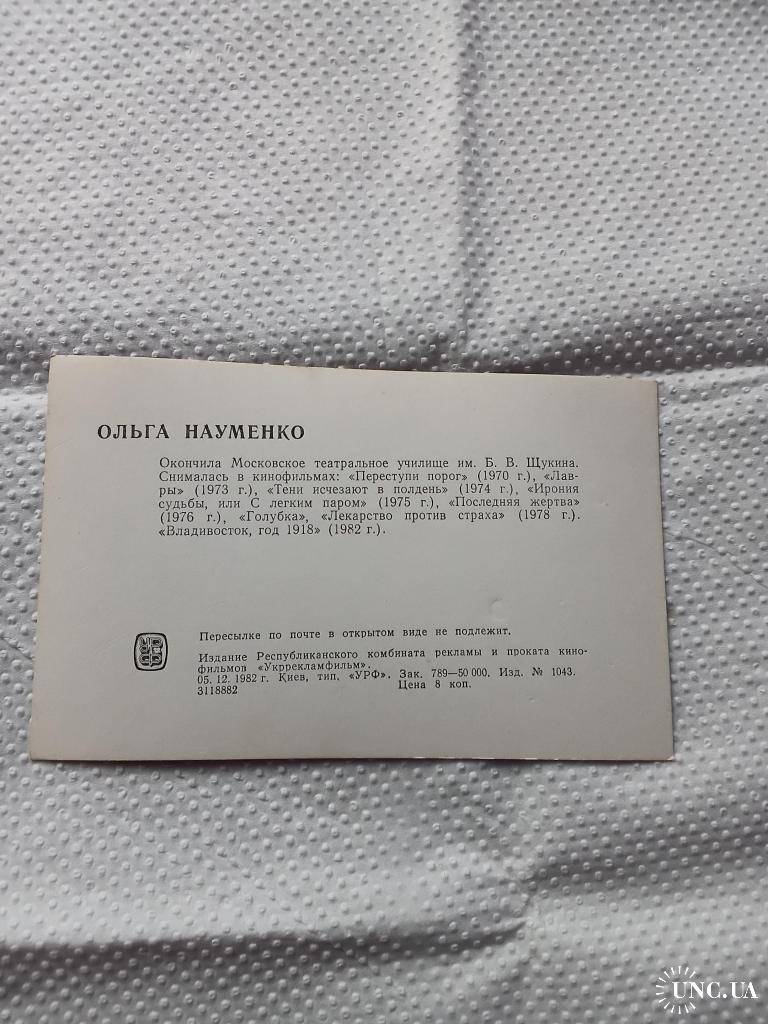 ОЛЬГА НАУМЕНКО
Окончила Московское театральное училище им. Б. В. Щукина.
Снималась в кинофильмах: «Переступи порог» (1970 г.), «Лав-
ры» (1973 г.), «Тени исчезают в полдень» (1974 г.), «Ирония
судьбы, или С легким паром» (1975 г.), «Последняя жертва»
(1976 г.), «Голубка», «Лекарство против страха» (1978 г.).
«Владивосток, год 1918» (1982 г.).
Пересылке по почте в открытом виде не подлежит.
Издание Республиканского комбината рекламы и проката кино-
фильмов «Укррекламфильм».
05. 12. 1982 г. Киев, тип. «УРФ». Зак. 789—50 000. Изд. № 1043.
3118882 Цена 8 коп.
UNC.UA